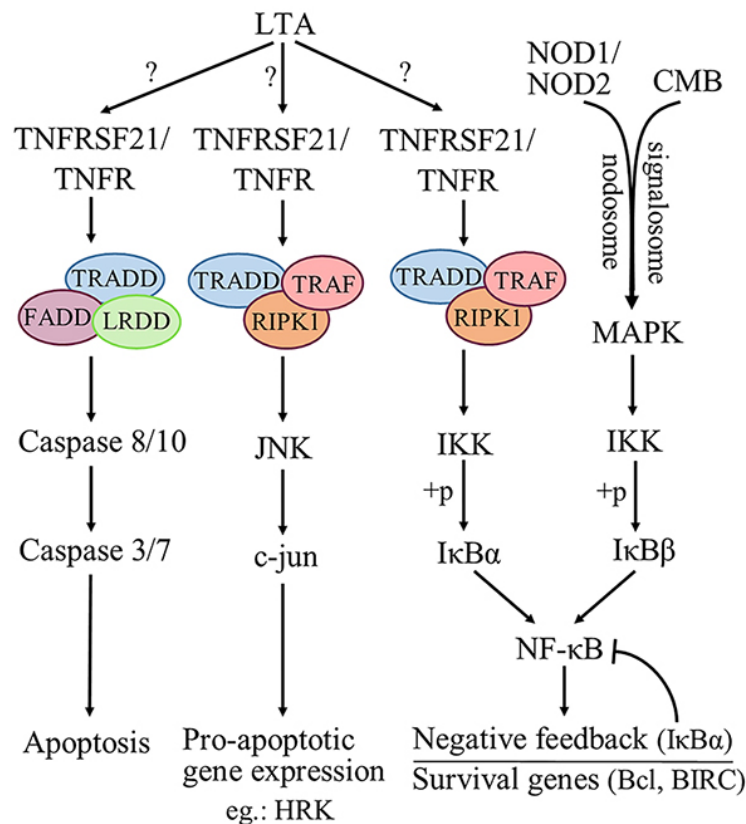 LTA
?
?
?
NOD1/
NOD2
CMB
TNFRSF21/
TNFR
TNFRSF21/
TNFR
TNFRSF21/
TNFR
nodosome
signalosome
TRADD
FADD
LRDD
TRADD
TRAF
RIPK1
TRADD
TRAF
RIPK1
MAPK
Caspase 8/10
JNK
IKK
IKK
+p
+p
Caspase 3/7
c-jun
IκBα
IκBβ
NF-κB
Apoptosis
Pro-apoptotic
gene expression
eg.: HRK
Negative feedback (IκBα)
Survival genes (Bcl, BIRC)